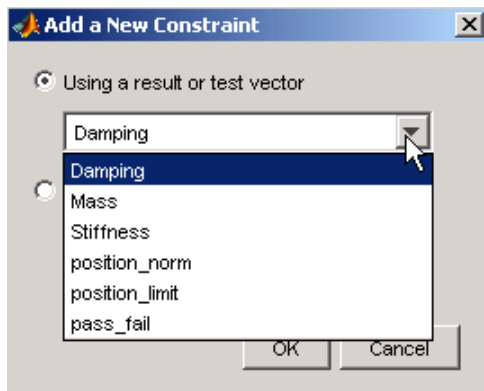 Add a New Constraint
Using a result or test vector
Damping
Damping
Mass
Stiffness
position_norm
position_limit
pass_fail
OK Cancel